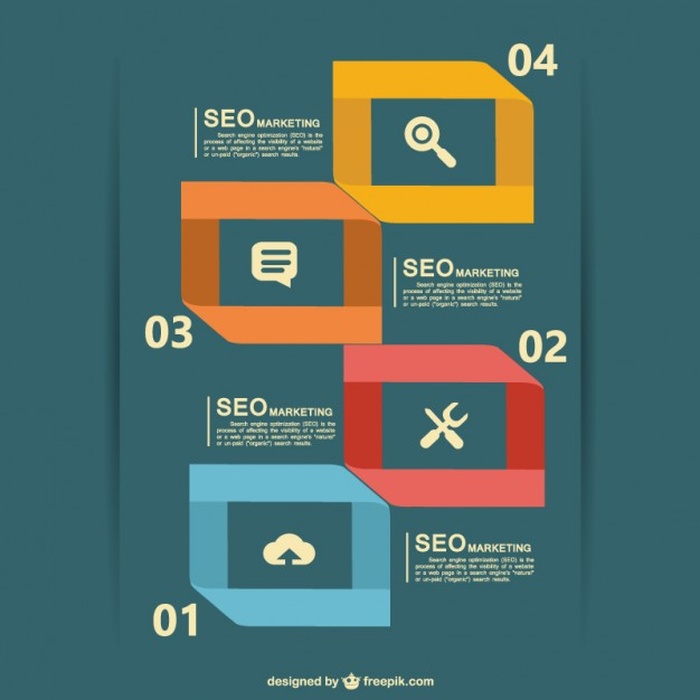 04
SEO MARKETING
Search engine optimization (SEO) is the
process of affecting the visibility of a website
or a web page in a search engine's "natural"
or un-paid ("organic") search results.
SEO MARKETING
Search engine optimization (SEO) is the
process of affecting the visibility of a website
or a web page in a search engine's "natural"
or un-paid ("organic") search results.
03
02
SEO MARKETING
Search engine optimization (SEO) is the
process of affecting the visibility of a website
or a web page in a search engine's "natural"
or un-paid ("organic") search results.
SEO MARKETING
Search engine optimization (SEO) is the
process of affecting the visibility of a website
or a web page in a search engine's "natural"
or un-paid ("organic") search results.
01
designed by freepik.com